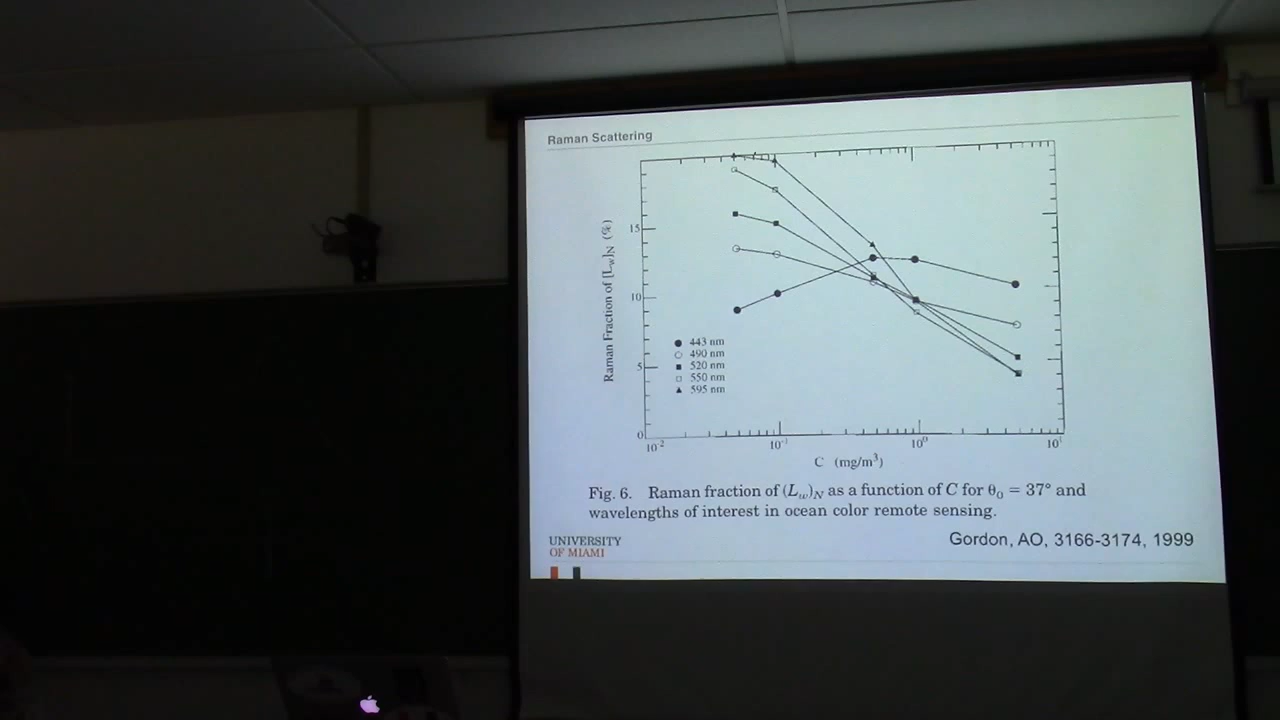 Raman Scattering
Raman Fraction of [Lw]N (%)
15
10
5
0
443 nm
490 nm
520 nm
550 nm
595 nm
10-2
10-1
100
101
C (mg/m3)
Fig. 6. Raman fraction of (Lw)N as a function of C for θ0 = 37° and
wavelengths of interest in ocean color remote sensing.
UNIVERSITY
OF MIAMI
Gordon, AO, 3166-3174, 1999